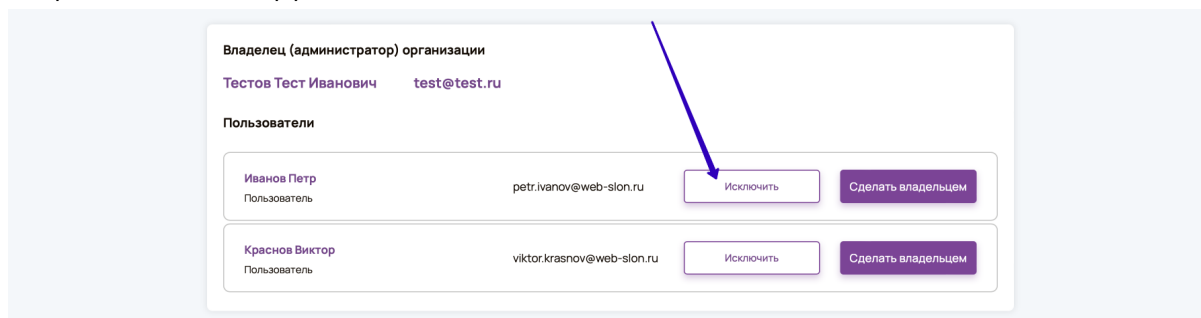 Владелец (администратор) организации
Тестов Тест Иванович test@test.ru
Пользователи
Иванов Петр
Пользователь
petr.ivanov@web-slon.ru
Исключить
Сделать владельцем
Краснов Виктор
Пользователь
viktor.krasnov@web-slon.ru
Исключить
Сделать владельцем